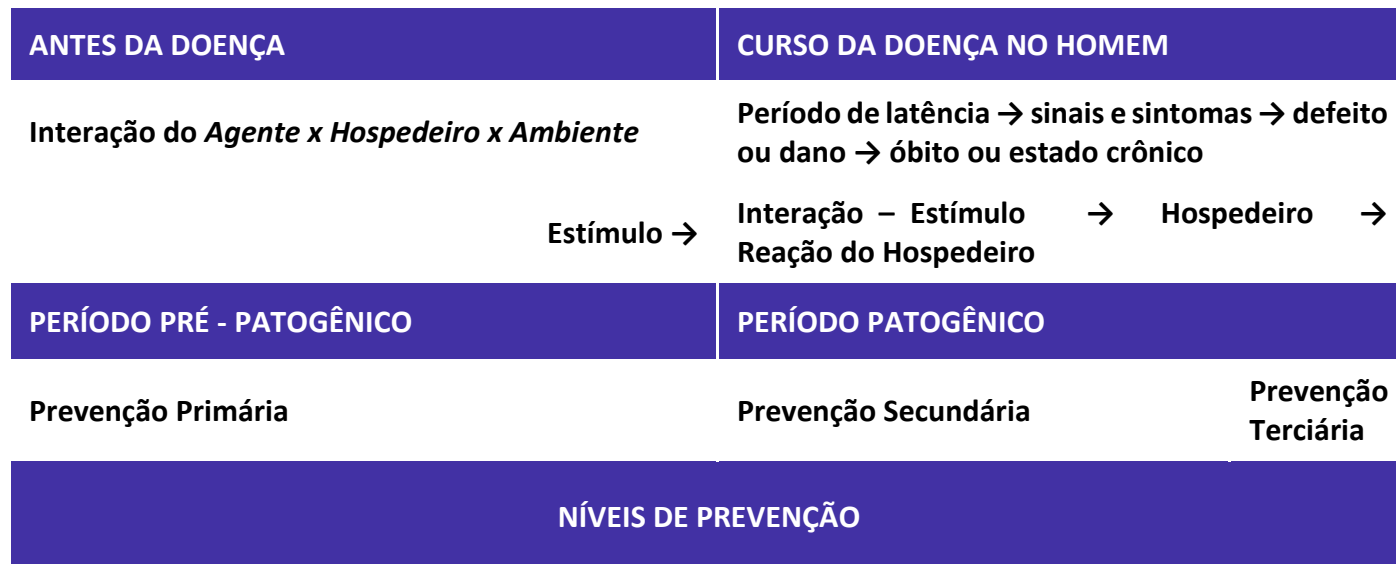 ANTES DA DOENÇA
CURSO DA DOENÇA NO HOMEM
Interação do Agente x Hospedeiro x Ambiente
Período de latência → sinais e sintomas → defeito
ou dano → óbito ou estado crônico
Estímulo →
Interação – Estímulo → Hospedeiro →
Reação do Hospedeiro
PERÍODO PRÉ - PATOGÊNICO
PERÍODO PATOGÊNICO
Prevenção Primária
Prevenção Secundária
Prevenção
Terciária
NÍVEIS DE PREVENÇÃO